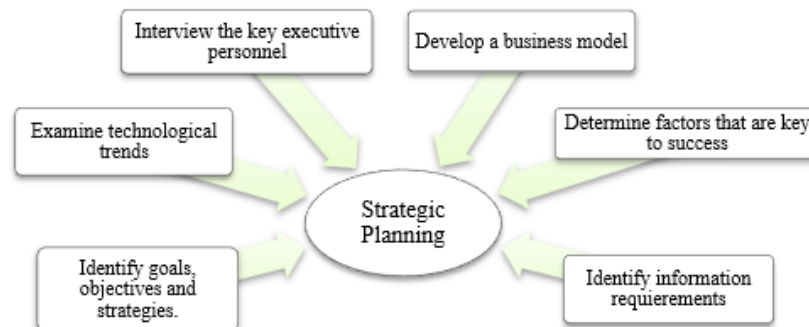 Interview the key executive
personnel
Develop a business model
Examine technological
trends
Determine factors that are key
to success
Strategic
Planning
Identify goals,
objectives and
strategies.
Identify information
requierements